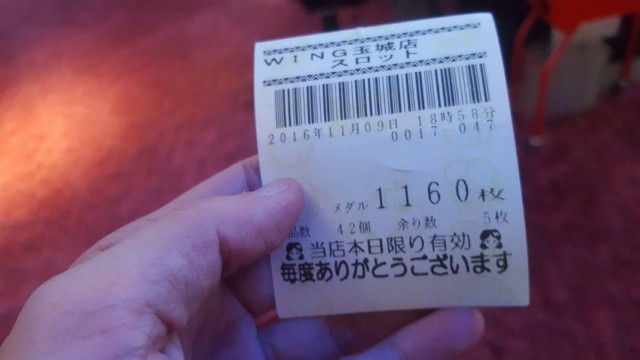 WING玉城店
スロット
2016年11月09日 18時58分
0017-047
メダル 1160枚
品数 42個 余り数 5枚
当店本日限り有効
毎度ありがとうございます